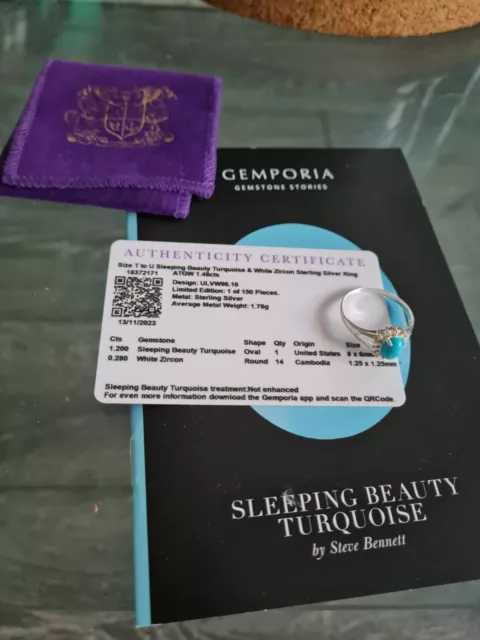 GEMPORIA
GEMSTONE STORIES
AUTHENTICITY CERTIFICATE
Size T to U Sleeping Beauty Turquoise & White Zircon Sterling Silver Ring
18372171 ATGW 1.48cts
Design: ULVW96.10
Limited Edition: 1 of 150 Pieces.
Metal: Sterling Silver
Average Metal Weight: 1.78g
13/11/2023
Cts Gemstone Shape Qty Origin Size
1.200 Sleeping Beauty Turquoise Oval 1 United States 8 x 6mm
0.280 White Zircon Round 14 Cambodia 1.25 x 1.25mm
Sleeping Beauty Turquoise treatment:Not enhanced
For even more information download the Gemporia app and scan the QRCode.
SLEEPING BEAUTY
TURQUOISE
by Steve Bennett